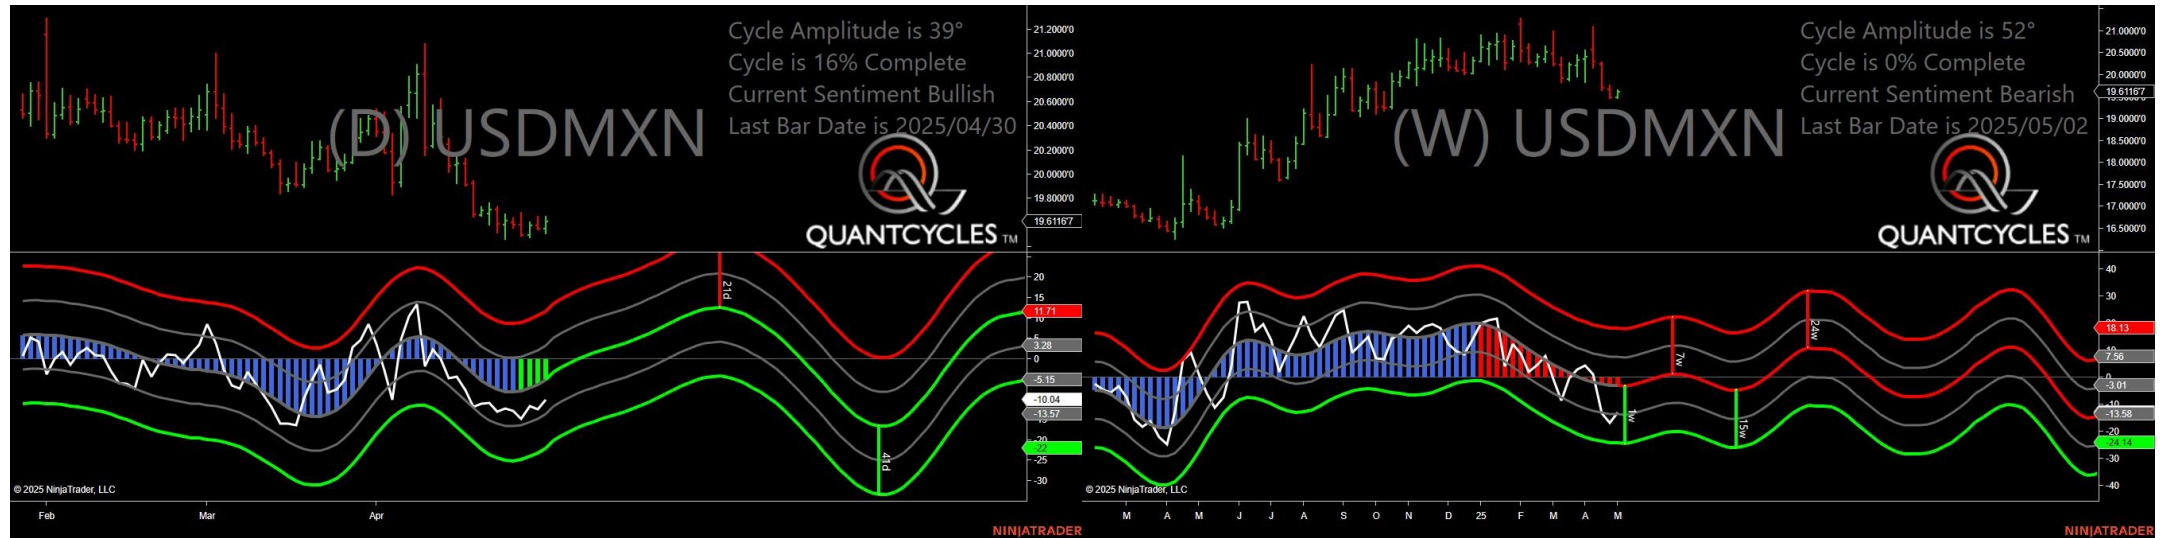 Cycle Amplitude is 39°
Cycle is 16% Complete
Current Sentiment Bullish
Last Bar Date is 2025/04/30
(D) USDMXN
QUANTCYCLES TM
21.2000'0
21.0000'0
20.8000'0
20.6000'0
20.4000'0
20.2000'0
20.0000'0
19.8000'0
19.6116'7
21d
41d
20
15
11.71
10
5
3.28
0
-5.15
-10.04
-13.57
-15
-20
-22
-25
-30
© 2025 NinjaTrader, LLC
Feb
Mar
Apr
NINJATRADER
Cycle Amplitude is 52°
Cycle is 0% Complete
Current Sentiment Bearish
Last Bar Date is 2025/05/02
(W) USDMXN
QUANTCYCLES TM
21.0000'0
20.5000'0
20.0000'0
19.6116'7
19.0000'0
18.5000'0
18.0000'0
17.5000'0
17.0000'0
16.5000'0
1w
7w
15w
24w
40
30
18.13
10
7.56
0
-3.01
-10
-13.58
-20
-24.14
-30
-40
© 2025 NinjaTrader, LLC
M
A
M
J
J
A
S
O
N
D
25
F
M
A
M
NINJATRADER